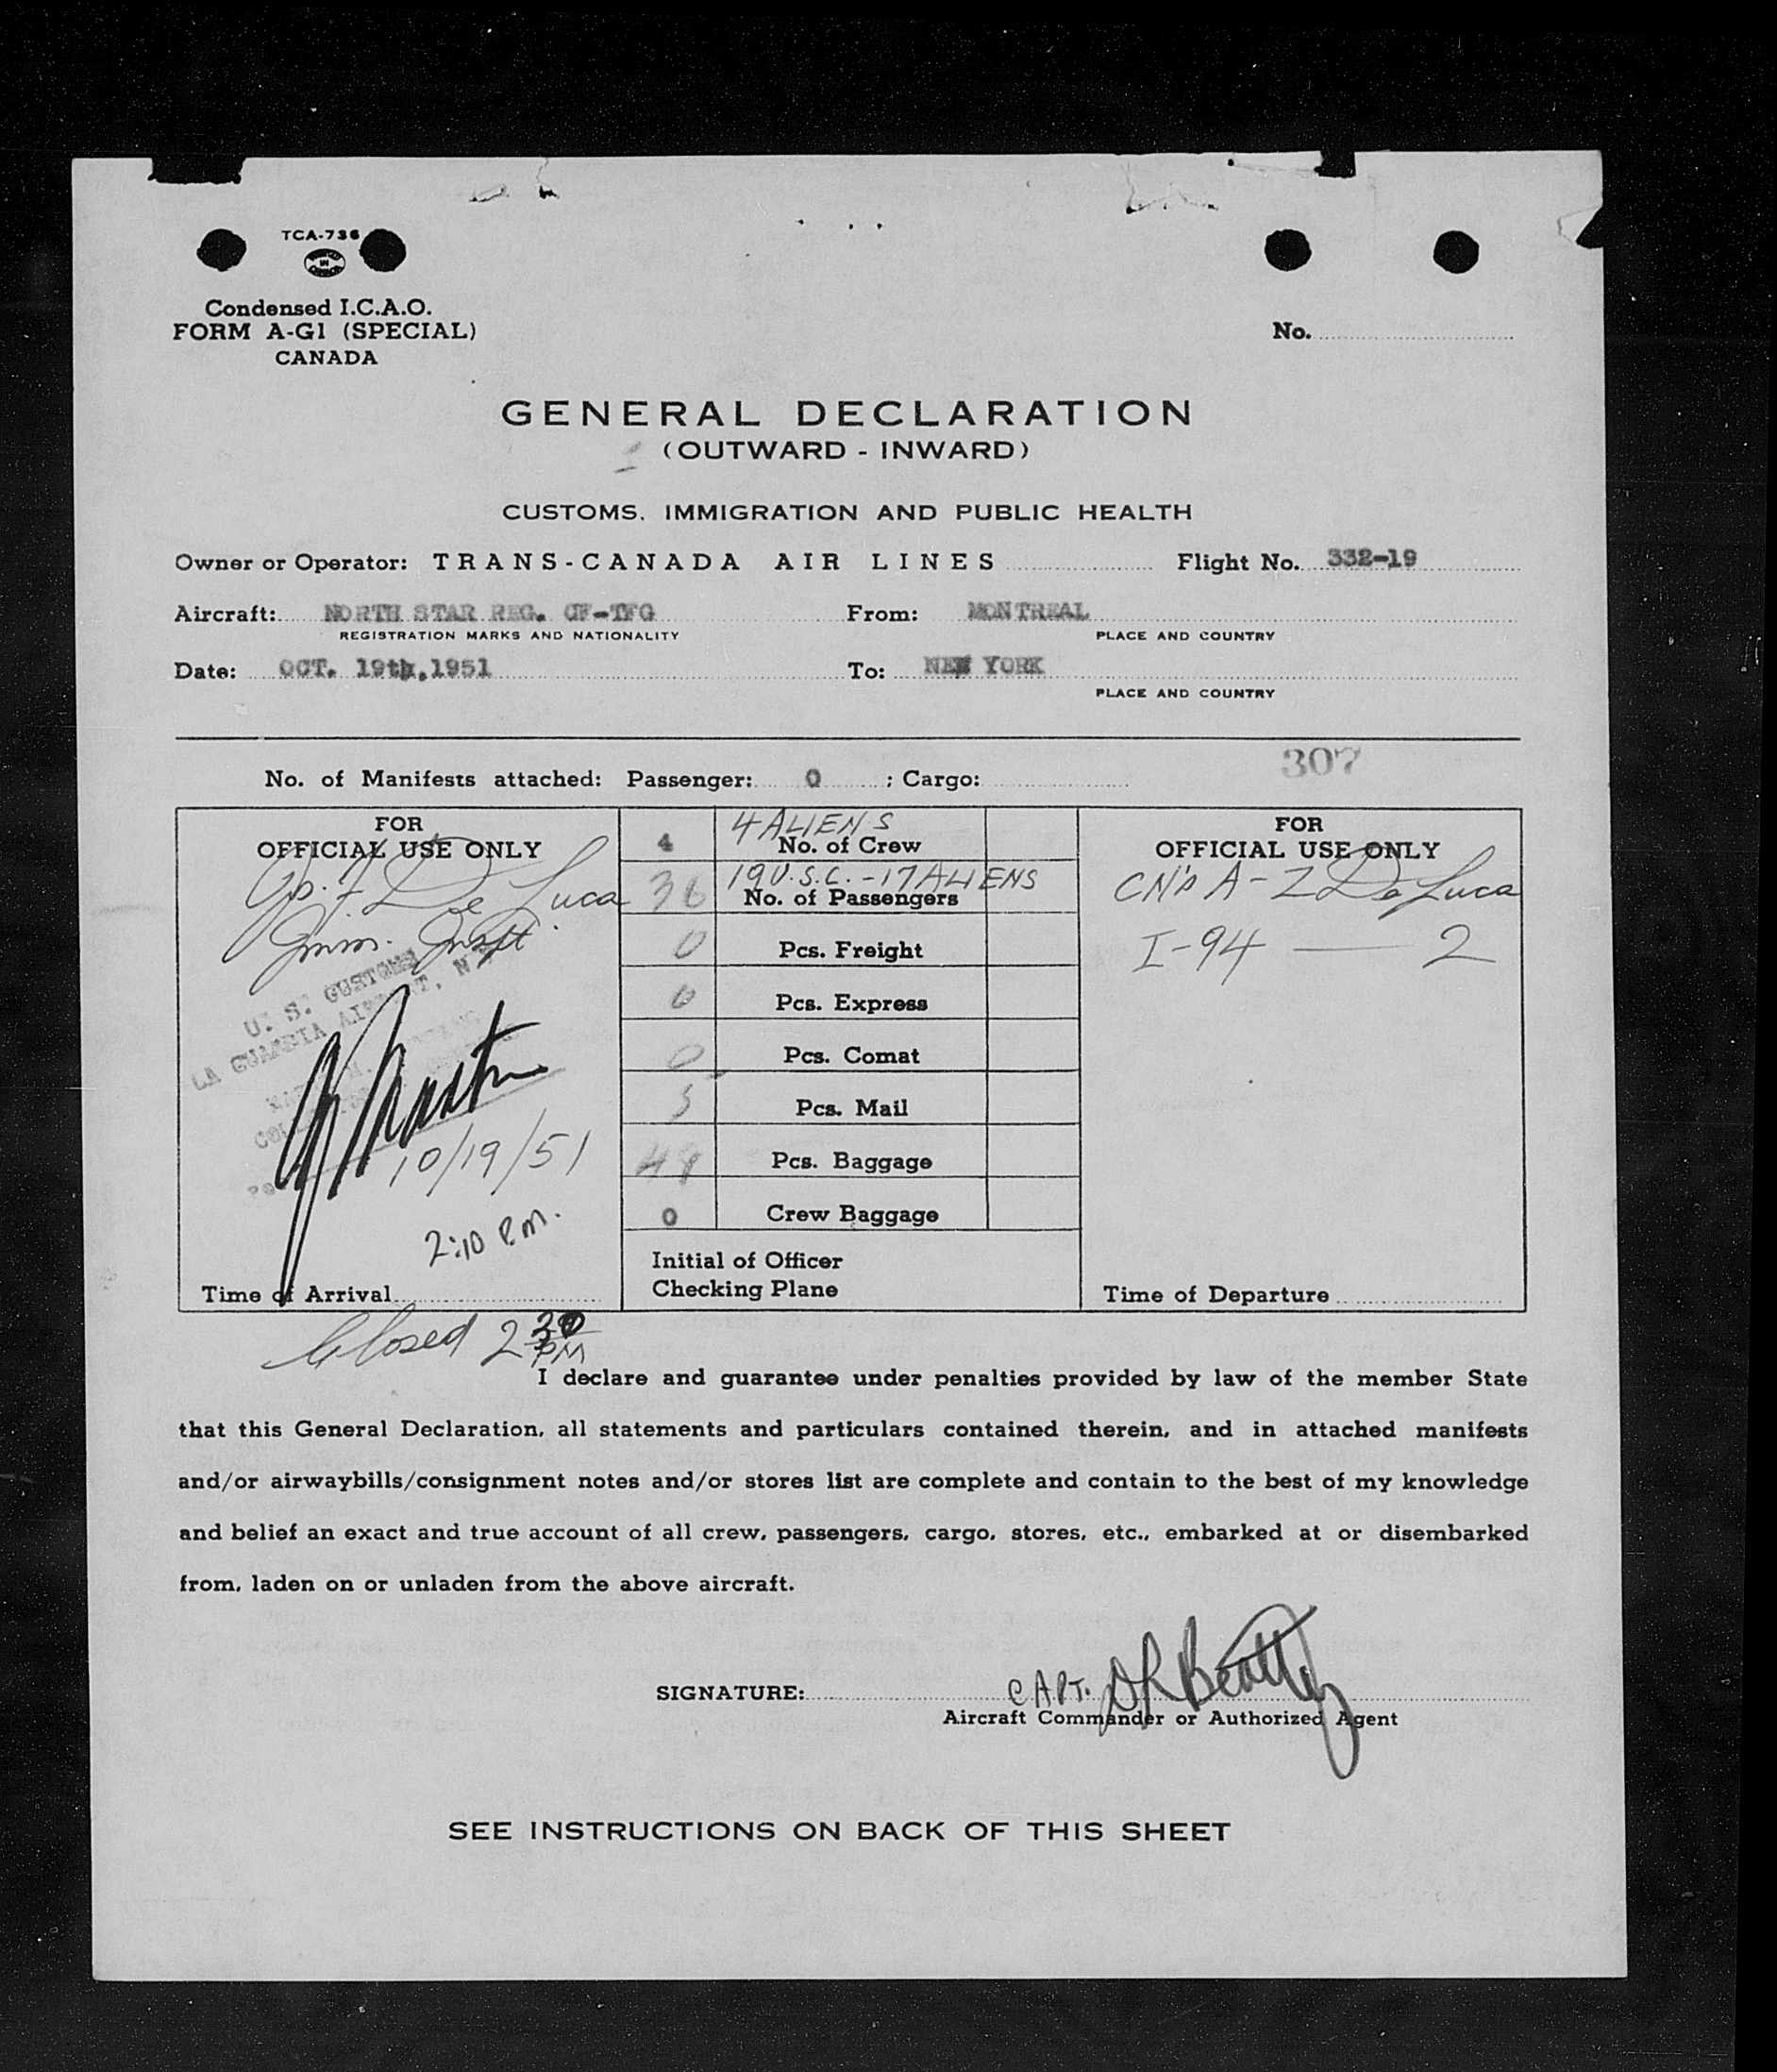 TCA-736
Condensed I.C.A.O.
FORM A-G1 (SPECIAL)
CANADA
No.
GENERAL DECLARATION
(OUTWARD - INWARD)
CUSTOMS, IMMIGRATION AND PUBLIC HEALTH
Owner or Operator: TRANS-CANADA AIR LINES Flight No. 332-19
Aircraft: NORTH STAR REG. CF-TFG From: MONTREAL
REGISTRATION MARKS AND NATIONALITY PLACE AND COUNTRY
Date: OCT. 19th,1951 To: NEW YORK
PLACE AND COUNTRY
307
No. of Manifests attached: Passenger: 0 ; Cargo:
FOR
OFFICIAL USE ONLY
De Luca
Imm. Inspt.
U. S. CUSTOMS
LA GUARDIA AIRPORT, N.Y.
10/19/51
2:10 P.M.
Time of Arrival
4 4 ALIENS
No. of Crew
36 19 U.S.C. - 17 ALIENS
No. of Passengers
0 Pcs. Freight
0 Pcs. Express
0 Pcs. Comat
5 Pcs. Mail
48 Pcs. Baggage
0 Crew Baggage
Initial of Officer
Checking Plane
FOR
OFFICIAL USE ONLY
CN's A-Z De Luca
I-94 — 2
Time of Departure
Closed 2 20 PM
I declare and guarantee under penalties provided by law of the member State
that this General Declaration, all statements and particulars contained therein, and in attached manifests
and/or airwaybills/consignment notes and/or stores list are complete and contain to the best of my knowledge
and belief an exact and true account of all crew, passengers, cargo, stores, etc., embarked at or disembarked
from, laden on or unladen from the above aircraft.
SIGNATURE: CAPT. D R Beatty
Aircraft Commander or Authorized Agent
SEE INSTRUCTIONS ON BACK OF THIS SHEET